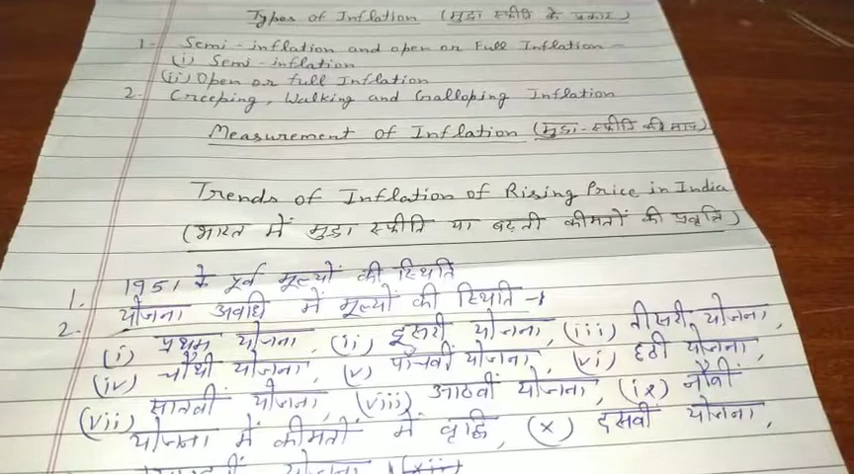 Types of Inflation (मुद्रा स्फीति के प्रकार)
1- Semi-inflation and open or Full Inflation-
(i) Semi-inflation
(ii) Open or full Inflation
2- Creeping, Walking and Galloping Inflation
Measurement of Inflation (मुद्रा-स्फीति की माप)
Trends of Inflation of Rising Price in India
(भारत में मुद्रा स्फीति या बढ़ती कीमतों की प्रवृति)
1. 1951 के पूर्व मूल्यों की स्थिति
2. योजना अवधि में मूल्यों की स्थिति -
(i) प्रथम योजना, (ii) दूसरी योजना, (iii) तीसरी योजना,
(iv) चौथी योजना, (v) पाँचवीं योजना, (vi) छठी योजना,
(vii) सातवीं योजना, (viii) आठवीं योजना, (ix) नौवीं
योजना में कीमतों में वृद्धि, (x) दसवीं योजना,
योजना (xii)